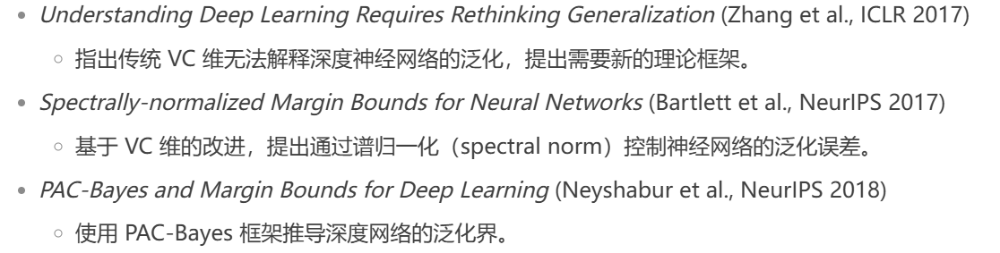 • Understanding Deep Learning Requires Rethinking Generalization (Zhang et al., ICLR 2017)
○ 指出传统 VC 维无法解释深度神经网络的泛化，提出需要新的理论框架。
• Spectrally-normalized Margin Bounds for Neural Networks (Bartlett et al., NeurIPS 2017)
○ 基于 VC 维的改进，提出通过谱归一化（spectral norm）控制神经网络的泛化误差。
• PAC-Bayes and Margin Bounds for Deep Learning (Neyshabur et al., NeurIPS 2018)
○ 使用 PAC-Bayes 框架推导深度网络的泛化界。